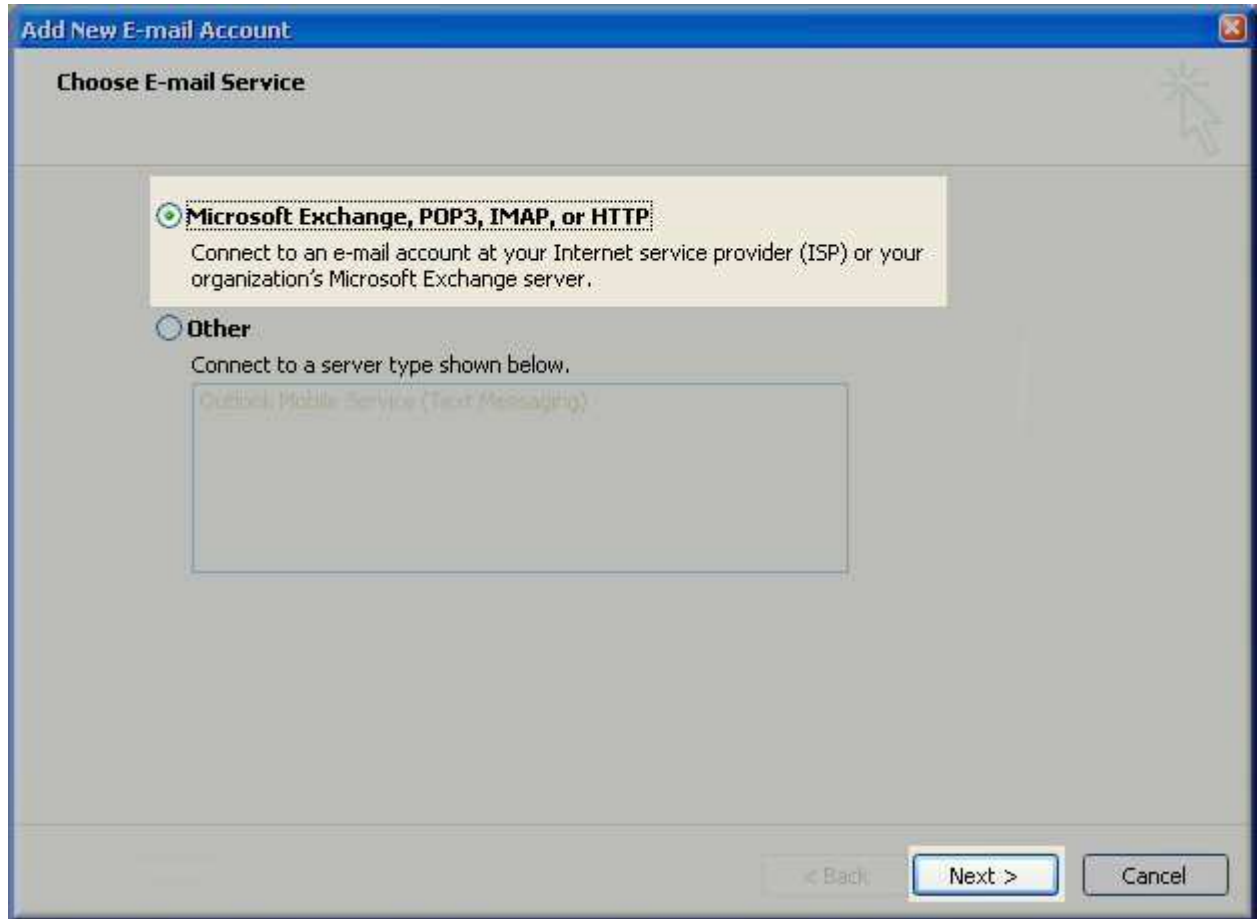 Add New E-mail Account
Choose E-mail Service
Microsoft Exchange, POP3, IMAP, or HTTP
Connect to an e-mail account at your Internet service provider (ISP) or your
organization's Microsoft Exchange server.
Other
Connect to a server type shown below.
Outlook Mobile Service (Text Messaging)
< Back
Next >
Cancel